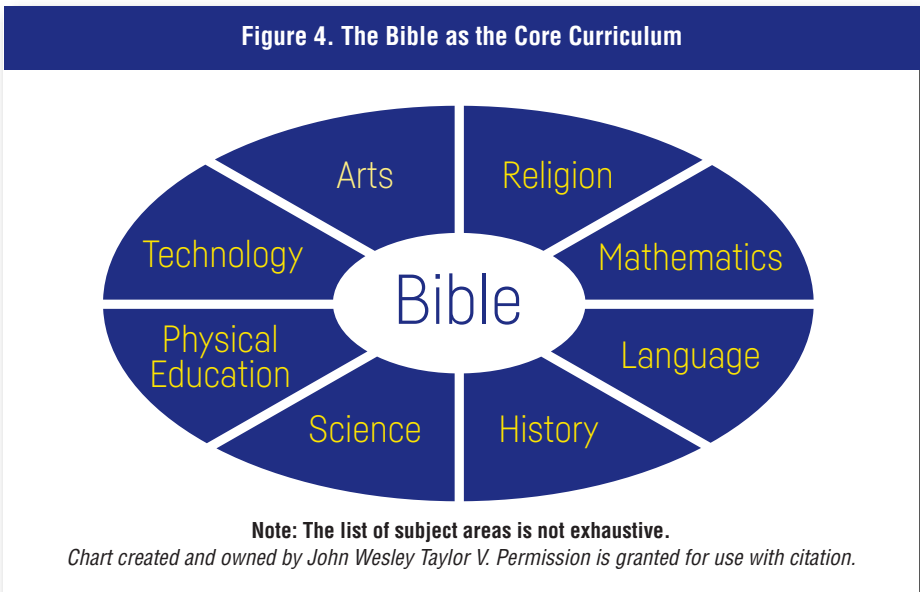 Figure 4. The Bible as the Core Curriculum
Arts
Religion
Technology
Mathematics
Bible
Physical
Education
Language
Science
History
Note: The list of subject areas is not exhaustive.
Chart created and owned by John Wesley Taylor V. Permission is granted for use with citation.